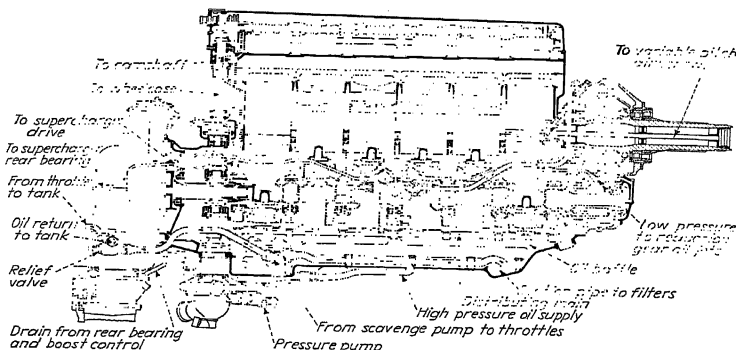 To camshaft
To wheelcase
To supercharger
drive
To supercharger
rear bearing
From throttle
to tank
Oil return
to tank
Relief
valve
Drain from rear bearing
and boost control
Pressure pump
From scavenge pump to throttles
High pressure oil supply
Distributing main
pipe to filters
Oil baffle
Low pressure
to reduction
gear oil
To variable pitch